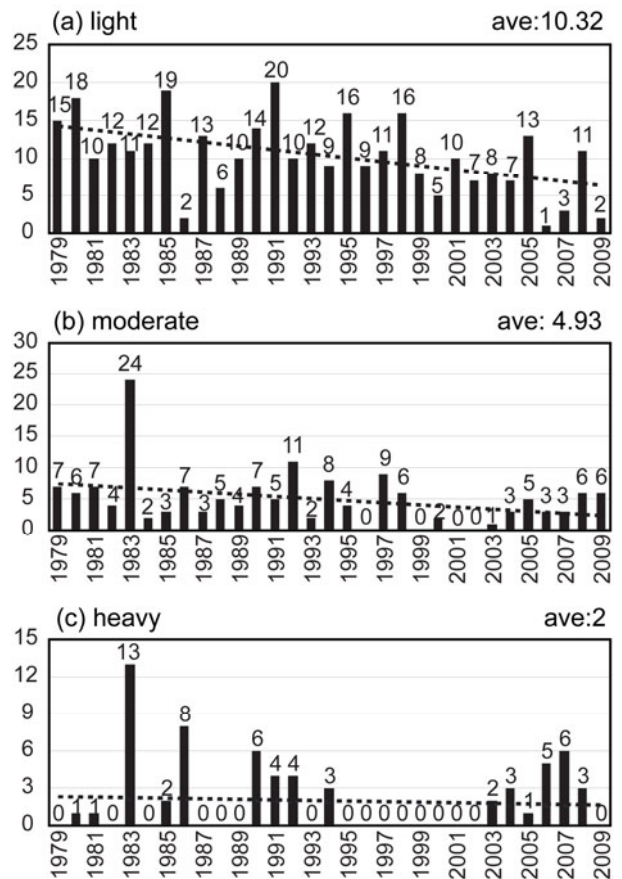 (a) light ave:10.32
25
20
15
10
5
0
15 18 10 12 11 12 19 2 13 6 10 14 20 10 12 9 16 9 11 16 8 5 10 7 8 7 13 1 3 11 2
1979 1981 1983 1985 1987 1989 1991 1993 1995 1997 1999 2001 2003 2005 2007 2009
(b) moderate ave: 4.93
30
25
20
15
10
5
0
7 6 7 4 24 2 3 7 3 5 4 7 5 11 2 8 4 0 9 6 0 2 0 0 1 3 5 3 3 6 6
1979 1981 1983 1985 1987 1989 1991 1993 1995 1997 1999 2001 2003 2005 2007 2009
(c) heavy ave:2
15
12
9
6
3
0
0 1 1 0 13 0 2 8 0 0 0 6 4 4 0 3 0 0 0 0 0 0 0 0 2 3 1 5 6 3 0
1979 1981 1983 1985 1987 1989 1991 1993 1995 1997 1999 2001 2003 2005 2007 2009